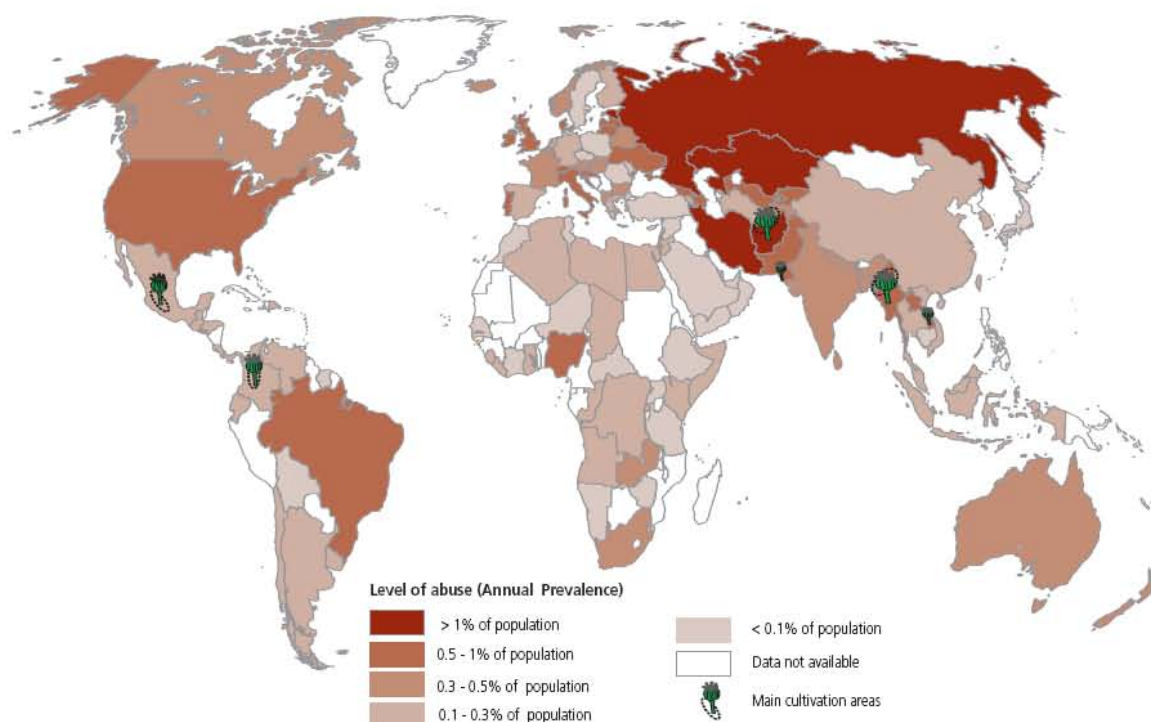 Level of abuse (Annual Prevalence)
> 1% of population
0.5 - 1% of population
0.3 - 0.5% of population
0.1 - 0.3% of population
< 0.1% of population
Data not available
Main cultivation areas